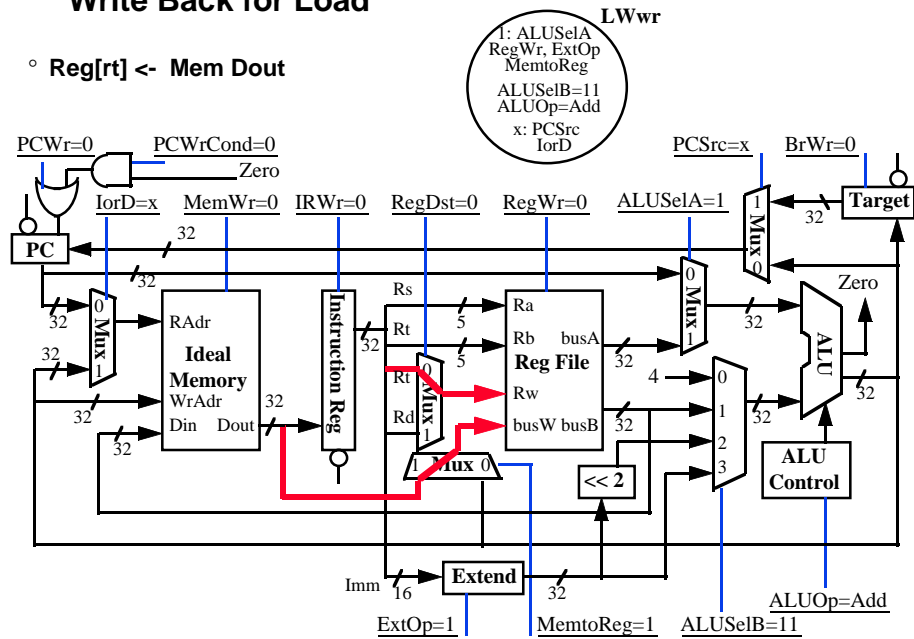 Write Back for Load
LWwr
° Reg[rt] <- Mem Dout
1: ALUSelA
RegWr, ExtOp
MemtoReg
ALUSelB=11
ALUOp=Add
x: PCSrc
IorD
PCWr=0 PCWrCond=0 PCSrc=x BrWr=0
Zero
IorD=x MemWr=0 IRWr=0 RegDst=0 RegWr=0 ALUSelA=1
1 32 Target
PC 32 Mux
32 0 Zero
32 0 Mux 1 32 RAdr Instruction Reg Rs 5 Ra 0 Mux 1 32
Ideal Memory Rt 5 Rb busA 32 ALU
32 Reg File
32 WrAdr 32 Rt 0 Mux 1 Rw 4 0 32
Din Dout 32 Rd busW busB 32 1 32
32 2
1 Mux 0 << 2 3 ALU Control
Imm 16 Extend 32 32
ALUOp=Add
ExtOp=1 MemtoReg=1 ALUSelB=11